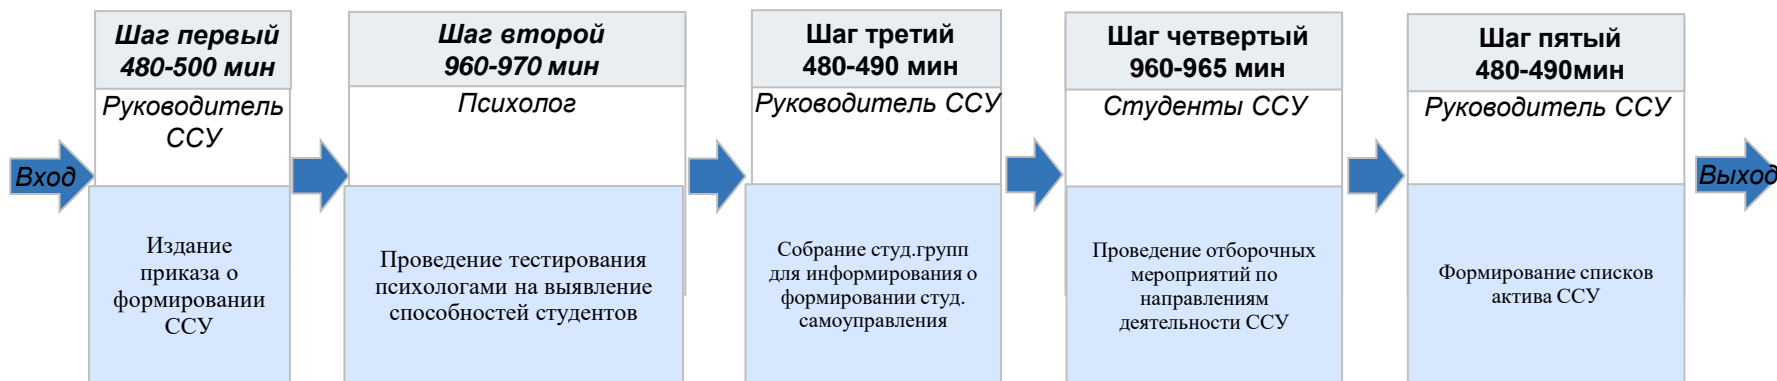 Вход
Шаг первый
480-500 мин
Руководитель
ССУ
Издание
приказа о
формировании
ССУ
Шаг второй
960-970 мин
Психолог
Проведение тестирования
психологами на выявление
способностей студентов
Шаг третий
480-490 мин
Руководитель ССУ
Собрание студ.групп
для информирования о
формировании студ.
самоуправления
Шаг четвертый
960-965 мин
Студенты ССУ
Проведение отборочных
мероприятий по
направлениям
деятельности ССУ
Шаг пятый
480-490мин
Руководитель ССУ
Формирование списков
актива ССУ
Выход